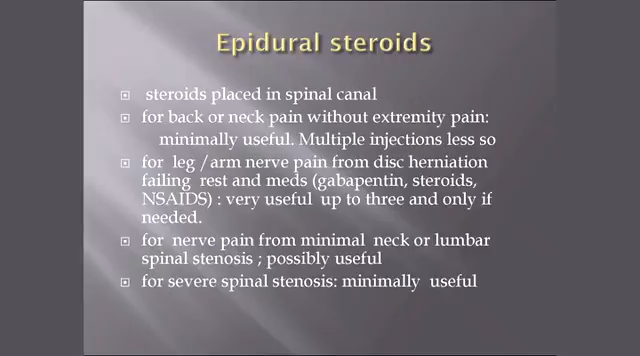 Epidural steroids
steroids placed in spinal canal
for back or neck pain without extremity pain:
minimally useful. Multiple injections less so
for leg /arm nerve pain from disc herniation
failing rest and meds (gabapentin, steroids,
NSAIDS) : very useful up to three and only if
needed.
for nerve pain from minimal neck or lumbar
spinal stenosis ; possibly useful
for severe spinal stenosis: minimally useful